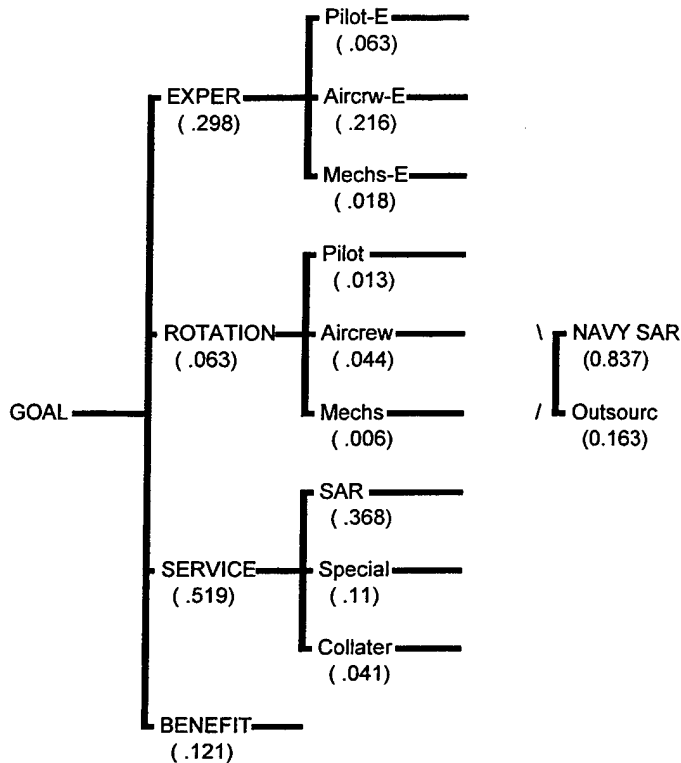 Pilot-E
( .063)
EXPER
( .298)
Aircrw-E
( .216)
Mechs-E
( .018)
Pilot
( .013)
ROTATION
( .063)
Aircrew
( .044)
\ NAVY SAR
(0.837)
GOAL
Mechs
( .006)
/ Outsourc
(0.163)
SAR
( .368)
SERVICE
( .519)
Special
( .11)
Collater
( .041)
BENEFIT
( .121)